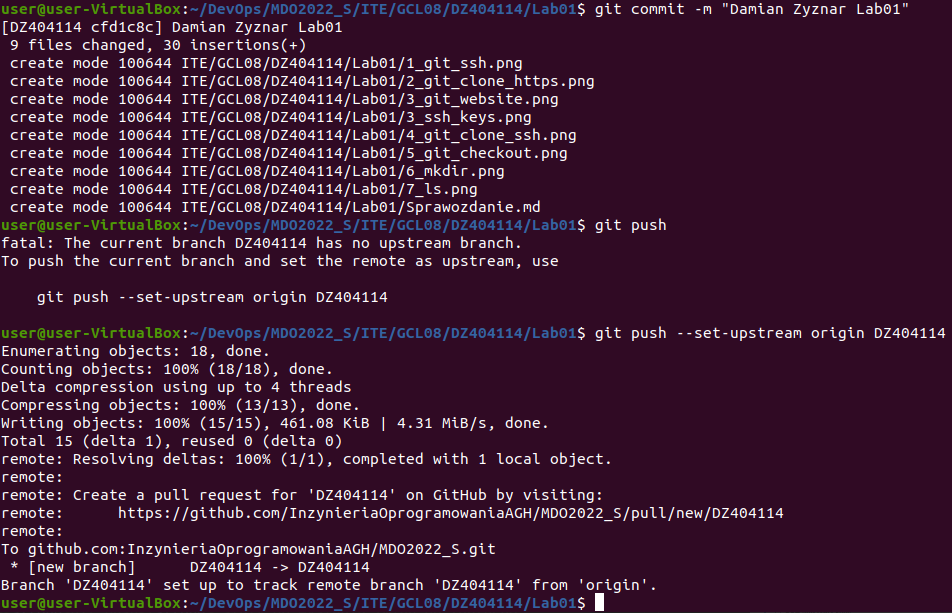 user@user-VirtualBox:~/DevOps/MDO2022_S/ITE/GCL08/DZ404114/Lab01$ git commit -m "Damian Zyznar Lab01"
[DZ404114 cfd1c8c] Damian Zyznar Lab01
 9 files changed, 30 insertions(+)
 create mode 100644 ITE/GCL08/DZ404114/Lab01/1_git_ssh.png
 create mode 100644 ITE/GCL08/DZ404114/Lab01/2_git_clone_https.png
 create mode 100644 ITE/GCL08/DZ404114/Lab01/3_git_website.png
 create mode 100644 ITE/GCL08/DZ404114/Lab01/3_ssh_keys.png
 create mode 100644 ITE/GCL08/DZ404114/Lab01/4_git_clone_ssh.png
 create mode 100644 ITE/GCL08/DZ404114/Lab01/5_git_checkout.png
 create mode 100644 ITE/GCL08/DZ404114/Lab01/6_mkdir.png
 create mode 100644 ITE/GCL08/DZ404114/Lab01/7_ls.png
 create mode 100644 ITE/GCL08/DZ404114/Lab01/Sprawozdanie.md
user@user-VirtualBox:~/DevOps/MDO2022_S/ITE/GCL08/DZ404114/Lab01$ git push
fatal: The current branch DZ404114 has no upstream branch.
To push the current branch and set the remote as upstream, use

    git push --set-upstream origin DZ404114

user@user-VirtualBox:~/DevOps/MDO2022_S/ITE/GCL08/DZ404114/Lab01$ git push --set-upstream origin DZ404114
Enumerating objects: 18, done.
Counting objects: 100% (18/18), done.
Delta compression using up to 4 threads
Compressing objects: 100% (13/13), done.
Writing objects: 100% (15/15), 461.08 KiB | 4.31 MiB/s, done.
Total 15 (delta 1), reused 0 (delta 0)
remote: Resolving deltas: 100% (1/1), completed with 1 local object.
remote:
remote: Create a pull request for 'DZ404114' on GitHub by visiting:
remote:      https://github.com/InzynieriaOprogramowaniaAGH/MDO2022_S/pull/new/DZ404114
remote:
To github.com:InzynieriaOprogramowaniaAGH/MDO2022_S.git
 * [new branch]      DZ404114 -> DZ404114
Branch 'DZ404114' set up to track remote branch 'DZ404114' from 'origin'.
user@user-VirtualBox:~/DevOps/MDO2022_S/ITE/GCL08/DZ404114/Lab01$